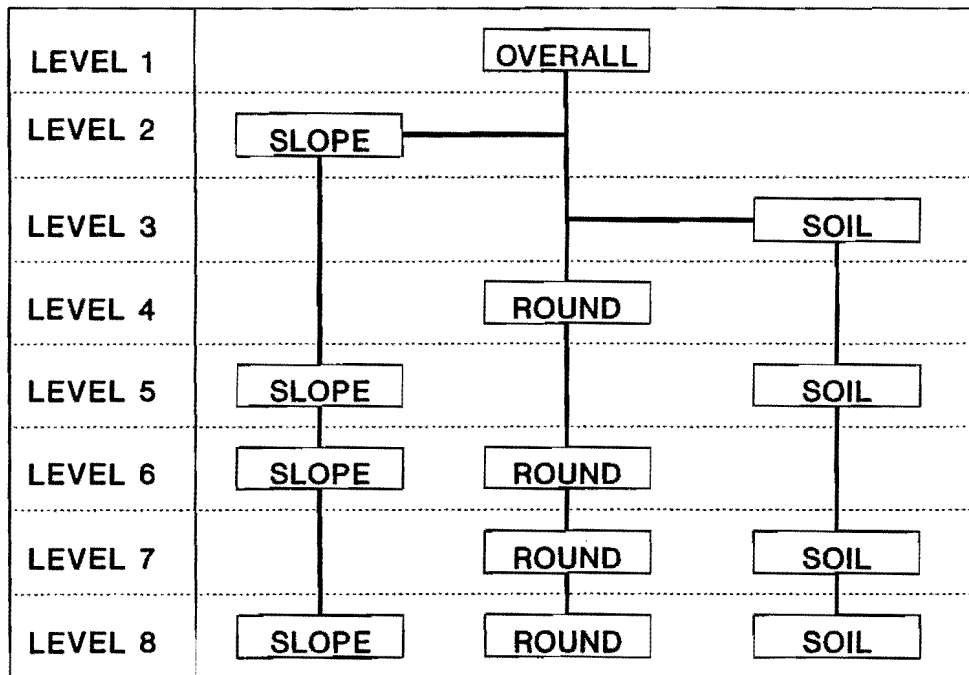 LEVEL 1 OVERALL
LEVEL 2 SLOPE
LEVEL 3 SOIL
LEVEL 4 ROUND
LEVEL 5 SLOPE SOIL
LEVEL 6 SLOPE ROUND
LEVEL 7 ROUND SOIL
LEVEL 8 SLOPE ROUND SOIL